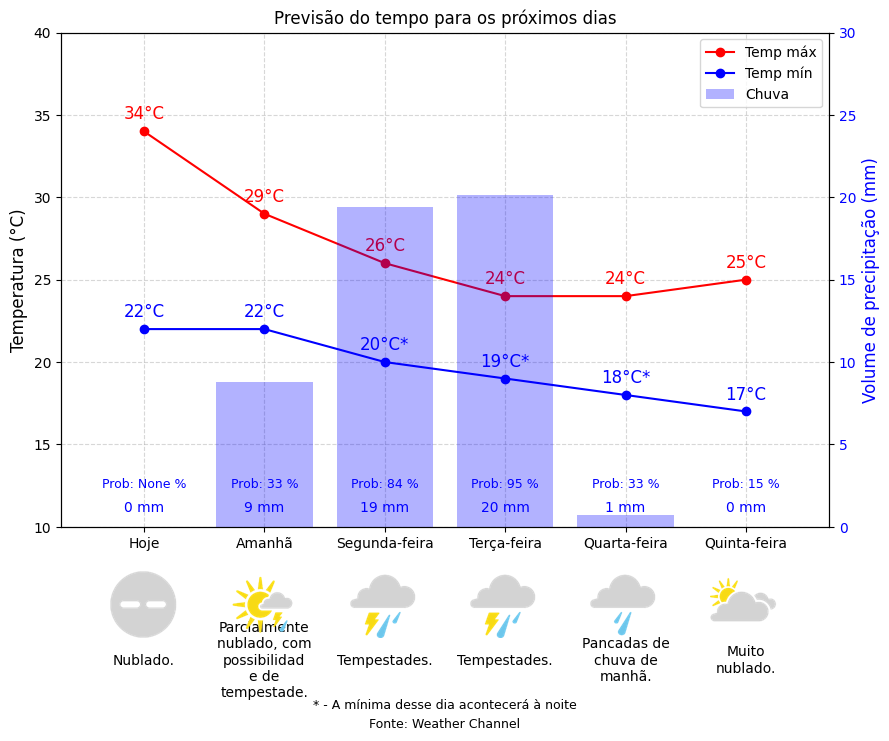 Previsão do tempo para os próximos dias
40
35
30
25
20
15
10
Temperatura (°C)
30
25
20
15
10
5
0
Volume de precipitação (mm)
Temp máx
Temp mín
Chuva
34°C
29°C
26°C
24°C
24°C
25°C
22°C
22°C
20°C*
19°C*
18°C*
17°C
Prob: None %
Prob: 33 %
Prob: 84 %
Prob: 95 %
Prob: 33 %
Prob: 15 %
0 mm
9 mm
19 mm
20 mm
1 mm
0 mm
Hoje
Amanhã
Segunda-feira
Terça-feira
Quarta-feira
Quinta-feira
Nublado.
Parcialmente
nublado, com
possibilidad
e de
tempestade.
Tempestades.
Tempestades.
Pancadas de
chuva de
manhã.
Muito
nublado.
* - A mínima desse dia acontecerá à noite
Fonte: Weather Channel